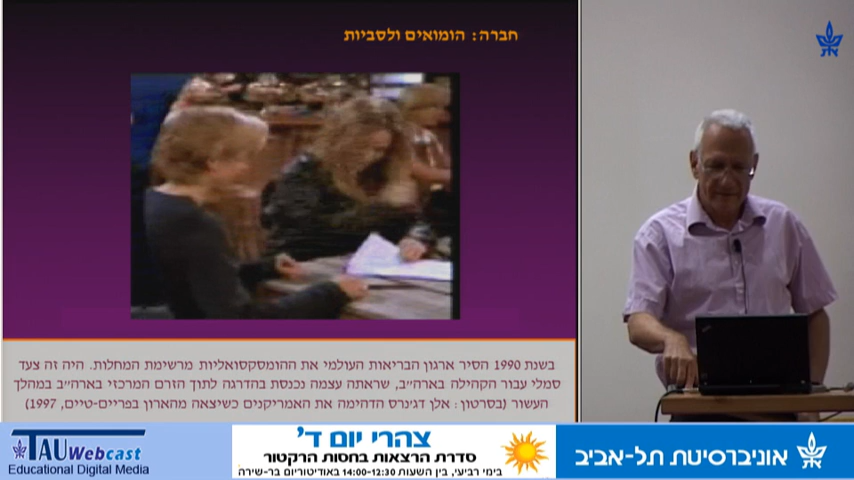 חברה: הומואים ולסביות
בשנת 1990 הסיר ארגון הבריאות העולמי את ההומסקסואליות מרשימת המחלות. היה זה צעד
סמלי עבור הקהילה בארה״ב, שראתה עצמה נכנסת בהדרגה לתוך הזרם המרכזי בארה״ב במהלך
העשור (בסרטון: אלן דג׳נרס הדהימה את האמריקנים כשיצאה מהארון בפריים-טיים, 1997)
TAU Webcast
Educational Digital Media
צהרי יום ד'
סדרת הרצאות בחסות הרקטור
בימי רביעי, בין השעות 14:00-12:30 באודיטוריום בר-שירה
אוניברסיטת תל-אביב